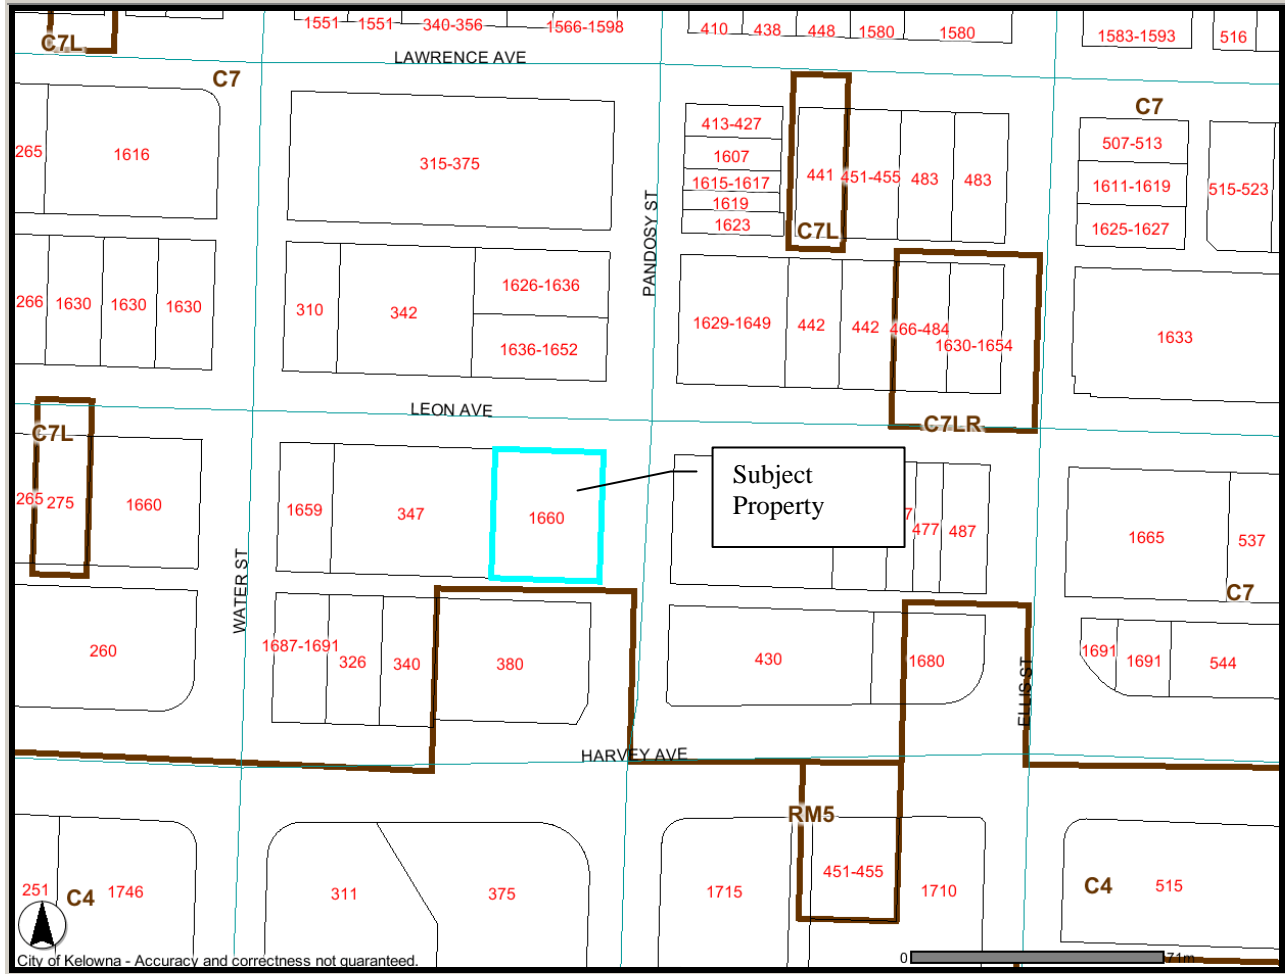 1551 1551 340-356 1566-1598 410 438 448 1580 1580 1583-1593 516
C7L
LAWRENCE AVE
C7 C7
413-427
507-513
265 1616 315-375 1607
441 451-455 483 483
1615-1617
1611-1619 515-523
1619
1623
C7L
1625-1627
PANDOSY ST
266 1630 1630 1630 310 342 1626-1636
1636-1652
1629-1649 442 442 466-484
1630-1654
1633
LEON AVE
C7L
C7LR
Subject
Property
265 275 1660 1659 347 1660
7 477 487 1665 537
WATER ST
C7
260 1687-1691 326 340 380 430 1680 1691 1691 544
ELLIS ST
HARVEY AVE
RM5
251 C4 1746 311 375 1715 451-455 1710 C4 515
City of Kelowna - Accuracy and correctness not guaranteed.
0 71m